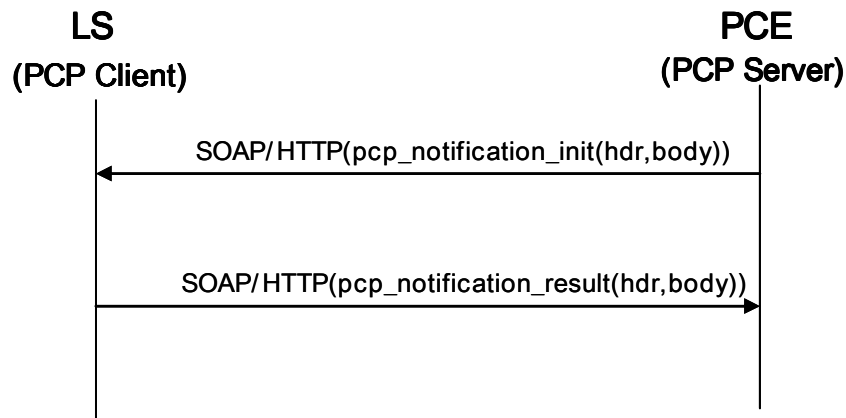 LS
(PCP Client)
PCE
(PCP Server)
SOAP/HTTP(pcp_notification_init(hdr,body))
SOAP/HTTP(pcp_notification_result(hdr,body))